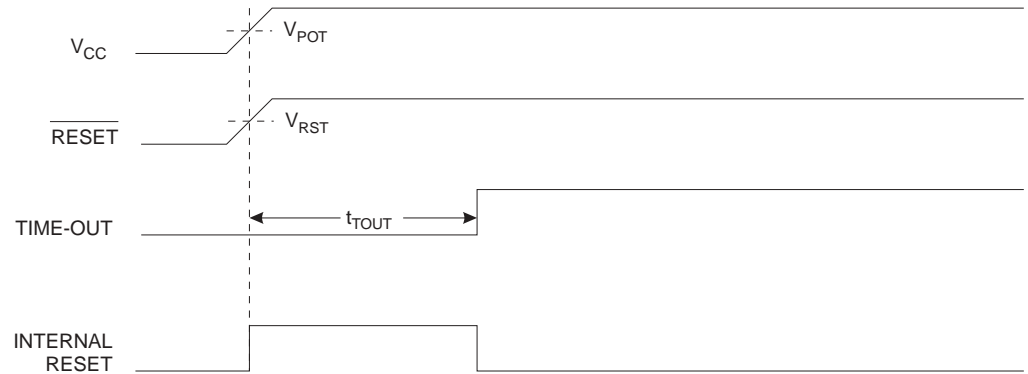 VCC
VPOT
RESET
VRST
TIME-OUT
tTOUT
INTERNAL
RESET